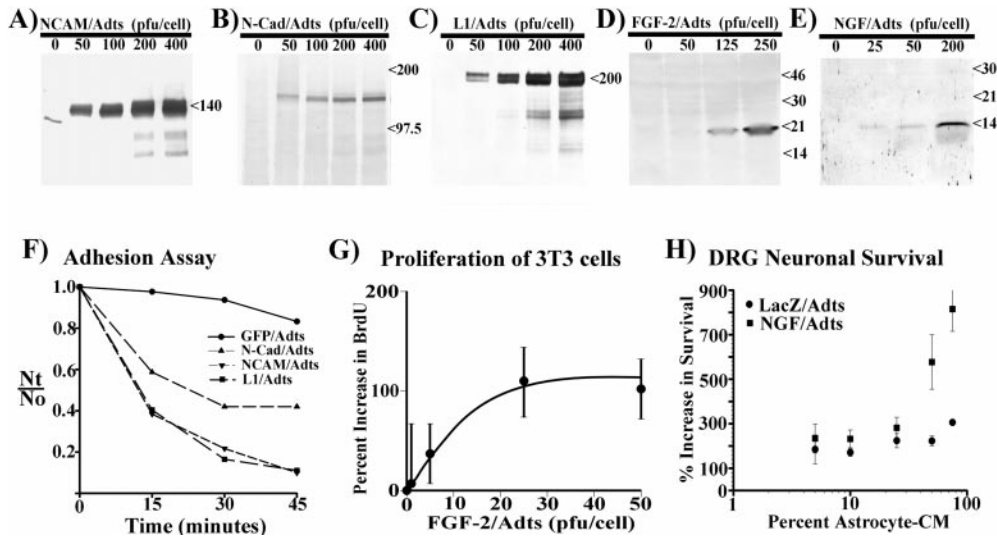 A) NCAM/Adts (pfu/cell)
0 50 100 200 400
<140
B) N-Cad/Adts (pfu/cell)
0 50 100 200 400
<200
<97.5
C) L1/Adts (pfu/cell)
0 50 100 200 400
<200
D) FGF-2/Adts (pfu/cell)
0 50 125 250
<46
<30
<21
<14
E) NGF/Adts (pfu/cell)
0 25 50 200
<30
<21
<14
F) Adhesion Assay
1.0
0.8
0.6
0.4
0.2
Nt
No
GFP/Adts
N-Cad/Adts
NCAM/Adts
L1/Adts
0 15 30 45
Time (minutes)
G) Proliferation of 3T3 cells
Percent Increase in BrdU
200
100
0
0 10 20 30 40 50
FGF-2/Adts (pfu/cell)
H) DRG Neuronal Survival
% Increase in Survival
900
600
300
0
LacZ/Adts
NGF/Adts
1 10 100
Percent Astrocyte-CM